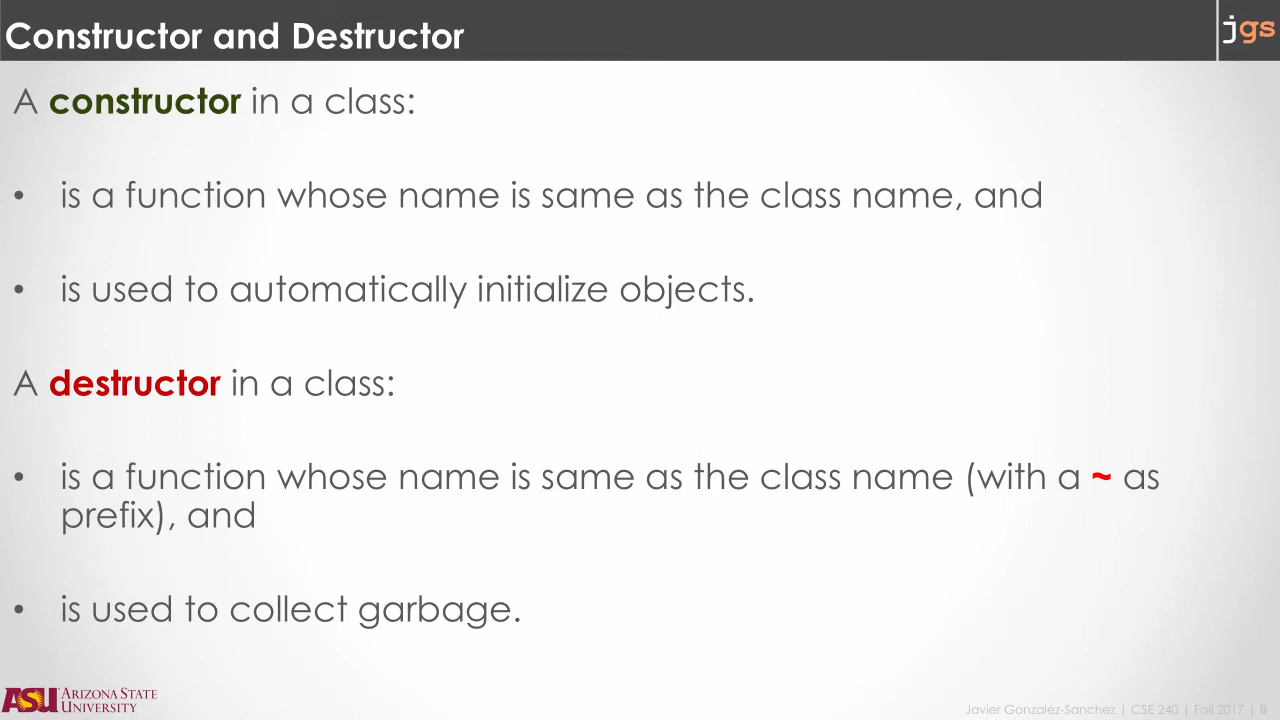 Constructor and Destructor
jgs
A constructor in a class:
• is a function whose name is same as the class name, and
• is used to automatically initialize objects.
A destructor in a class:
• is a function whose name is same as the class name (with a ~ as
prefix), and
• is used to collect garbage.
ASU ARIZONA STATE
UNIVERSITY
Javier Gonzalez-Sanchez | CSE 240 | Fall 2017 | 8